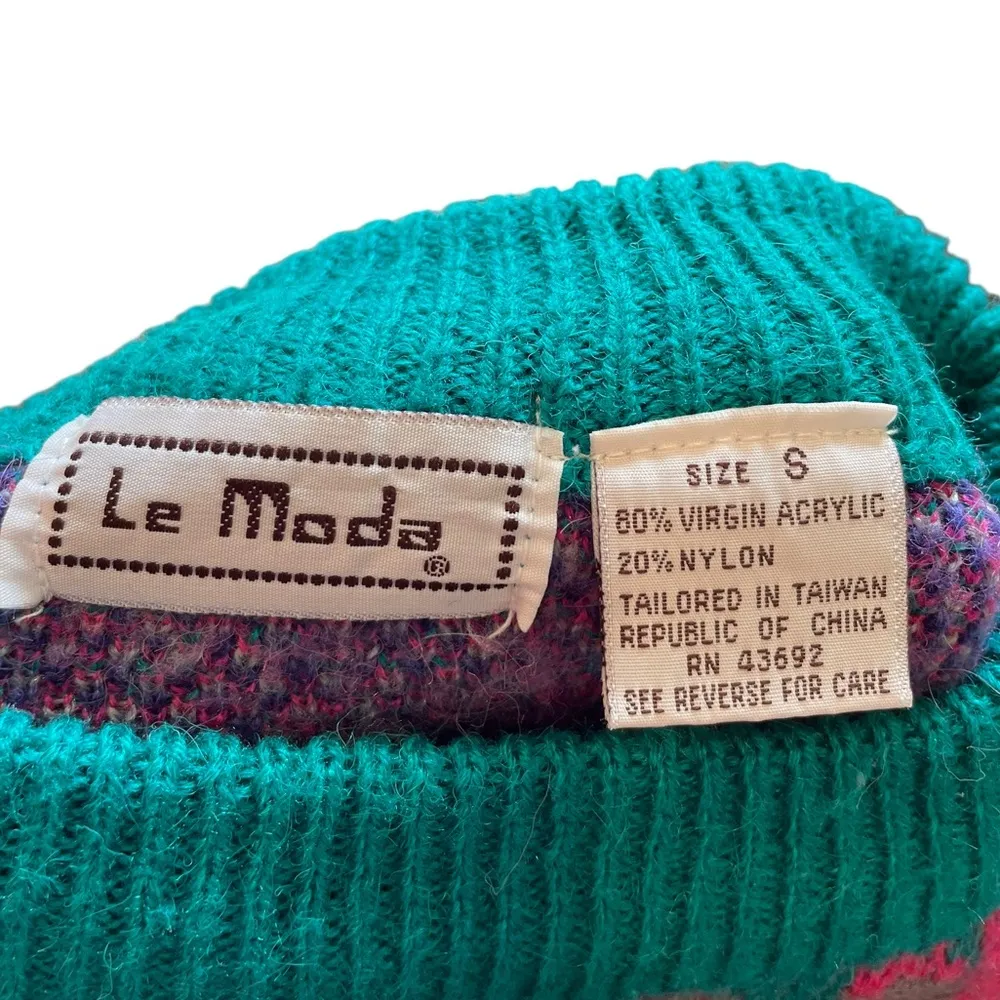 Le Moda ®
SIZE S
80% VIRGIN ACRYLIC
20% NYLON
TAILORED IN TAIWAN
REPUBLIC OF CHINA
RN 43692
SEE REVERSE FOR CARE